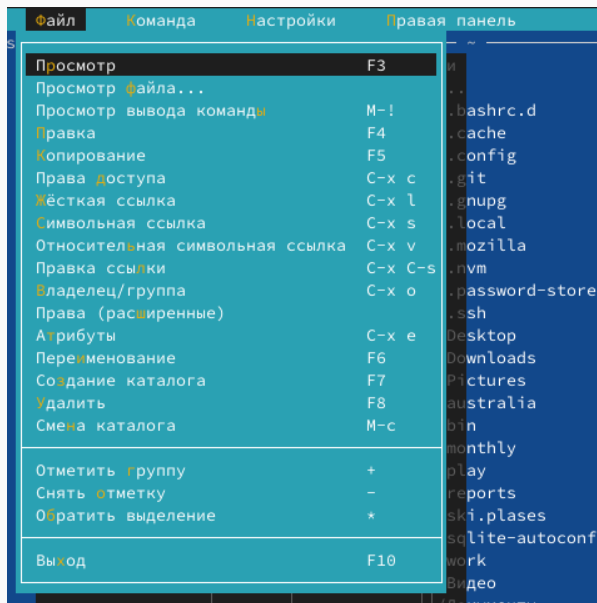 Файл Команда Настройки Правая панель
Просмотр F3
Просмотр файла...
Просмотр вывода команды M-!
Правка F4
Копирование F5
Права доступа C-x c
Жёсткая ссылка C-x l
Символьная ссылка C-x s
Относительная символьная ссылка C-x v
Правка ссылки C-x C-s
Владелец/группа C-x o
Права (расширенные)
Атрибуты C-x e
Переименование F6
Создание каталога F7
Удалить F8
Смена каталога M-c
Отметить группу +
Снять отметку -
Обратить выделение *
Выход F10
~
и
..
.bashrc.d
.cache
.config
.git
.gnupg
.local
.mozilla
.nvm
.password-store
.ssh
Desktop
Downloads
Pictures
australia
bin
monthly
play
reports
ski.plases
sqlite-autoconf
work
Видео